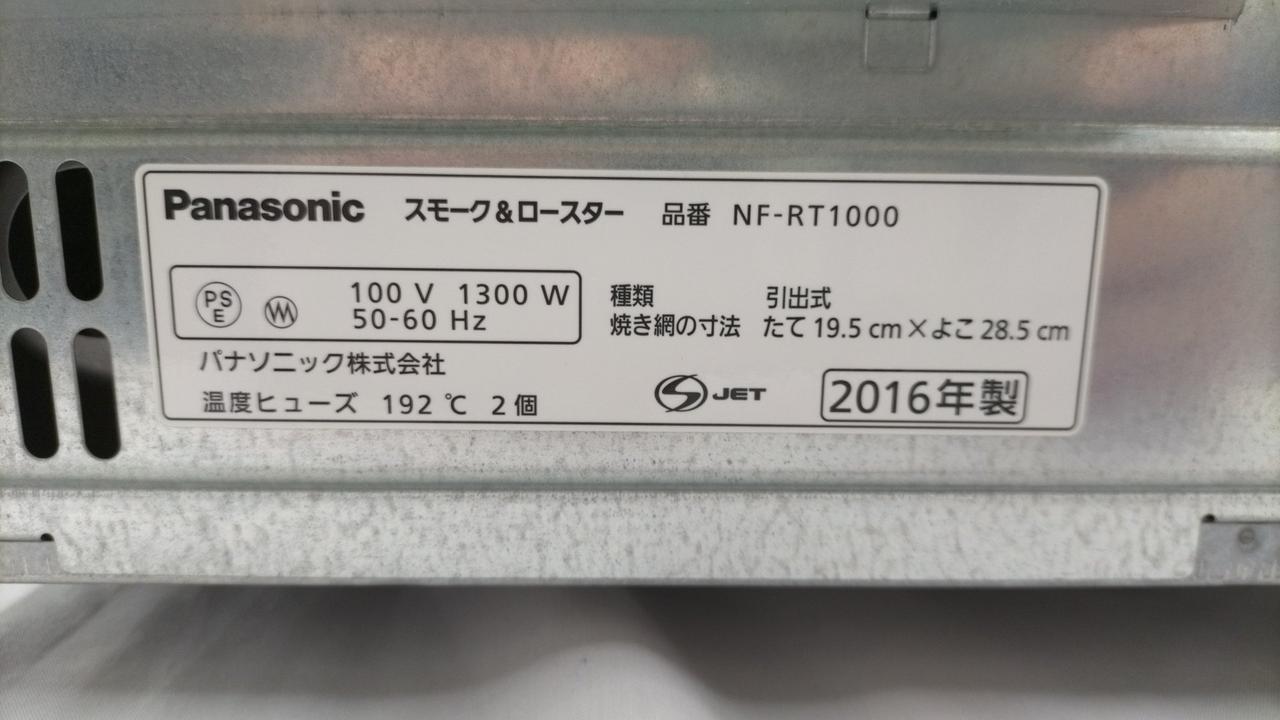 Panasonic スモーク&ロースター 品番 NF-RT1000
PSE 100 V 1300 W
50-60 Hz
種類 引出式
焼き網の寸法 たて 19.5 cm×よこ 28.5 cm
パナソニック株式会社
温度ヒューズ 192 ℃ 2個
S JET 2016年製